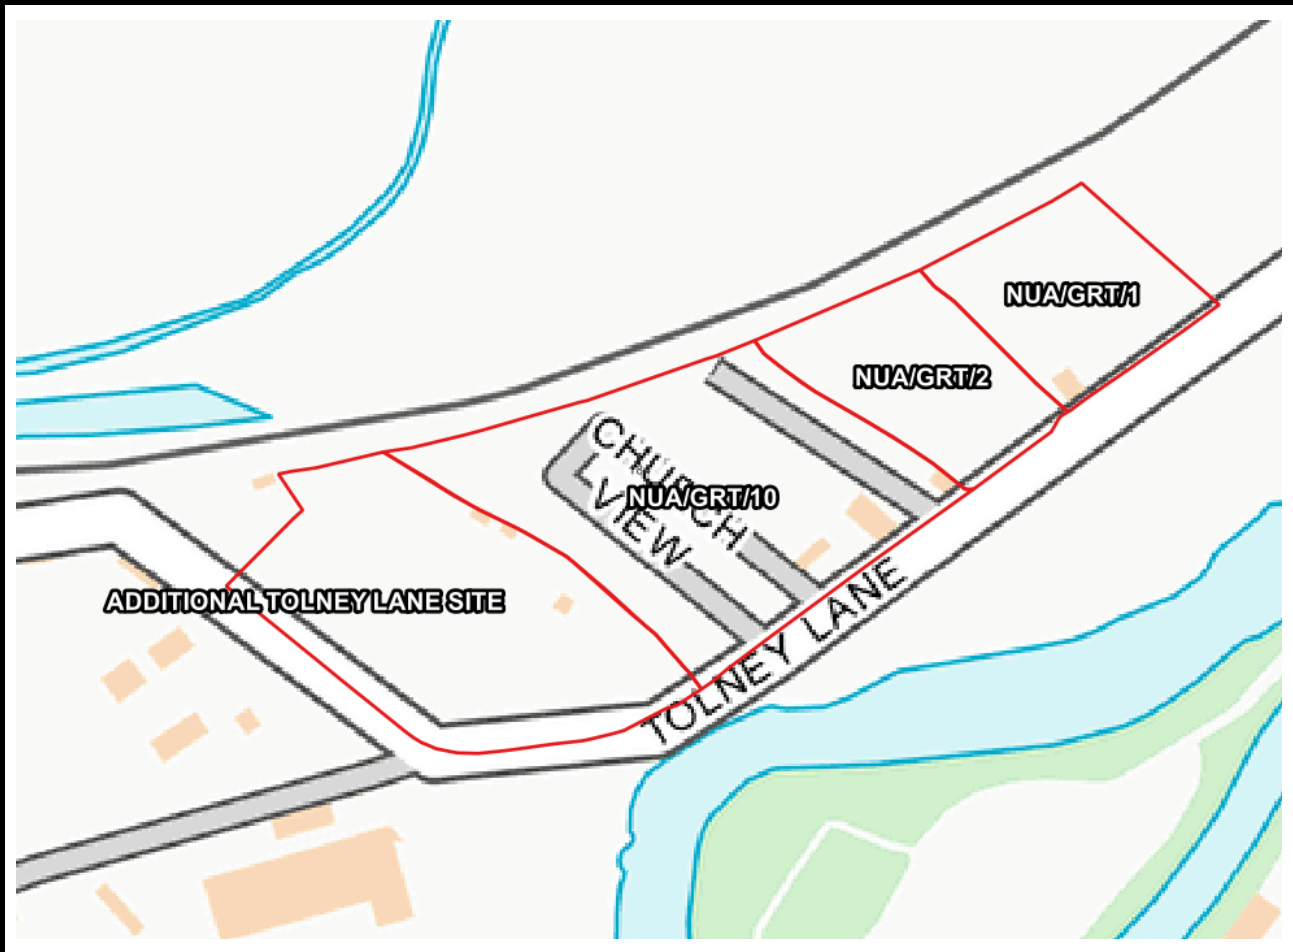 NUA/GRT/1
NUA/GRT/2
CHURCH
VIEW
NUA/GRT/10
TOLNEY LANE
ADDITIONAL TOLNEY LANE SITE